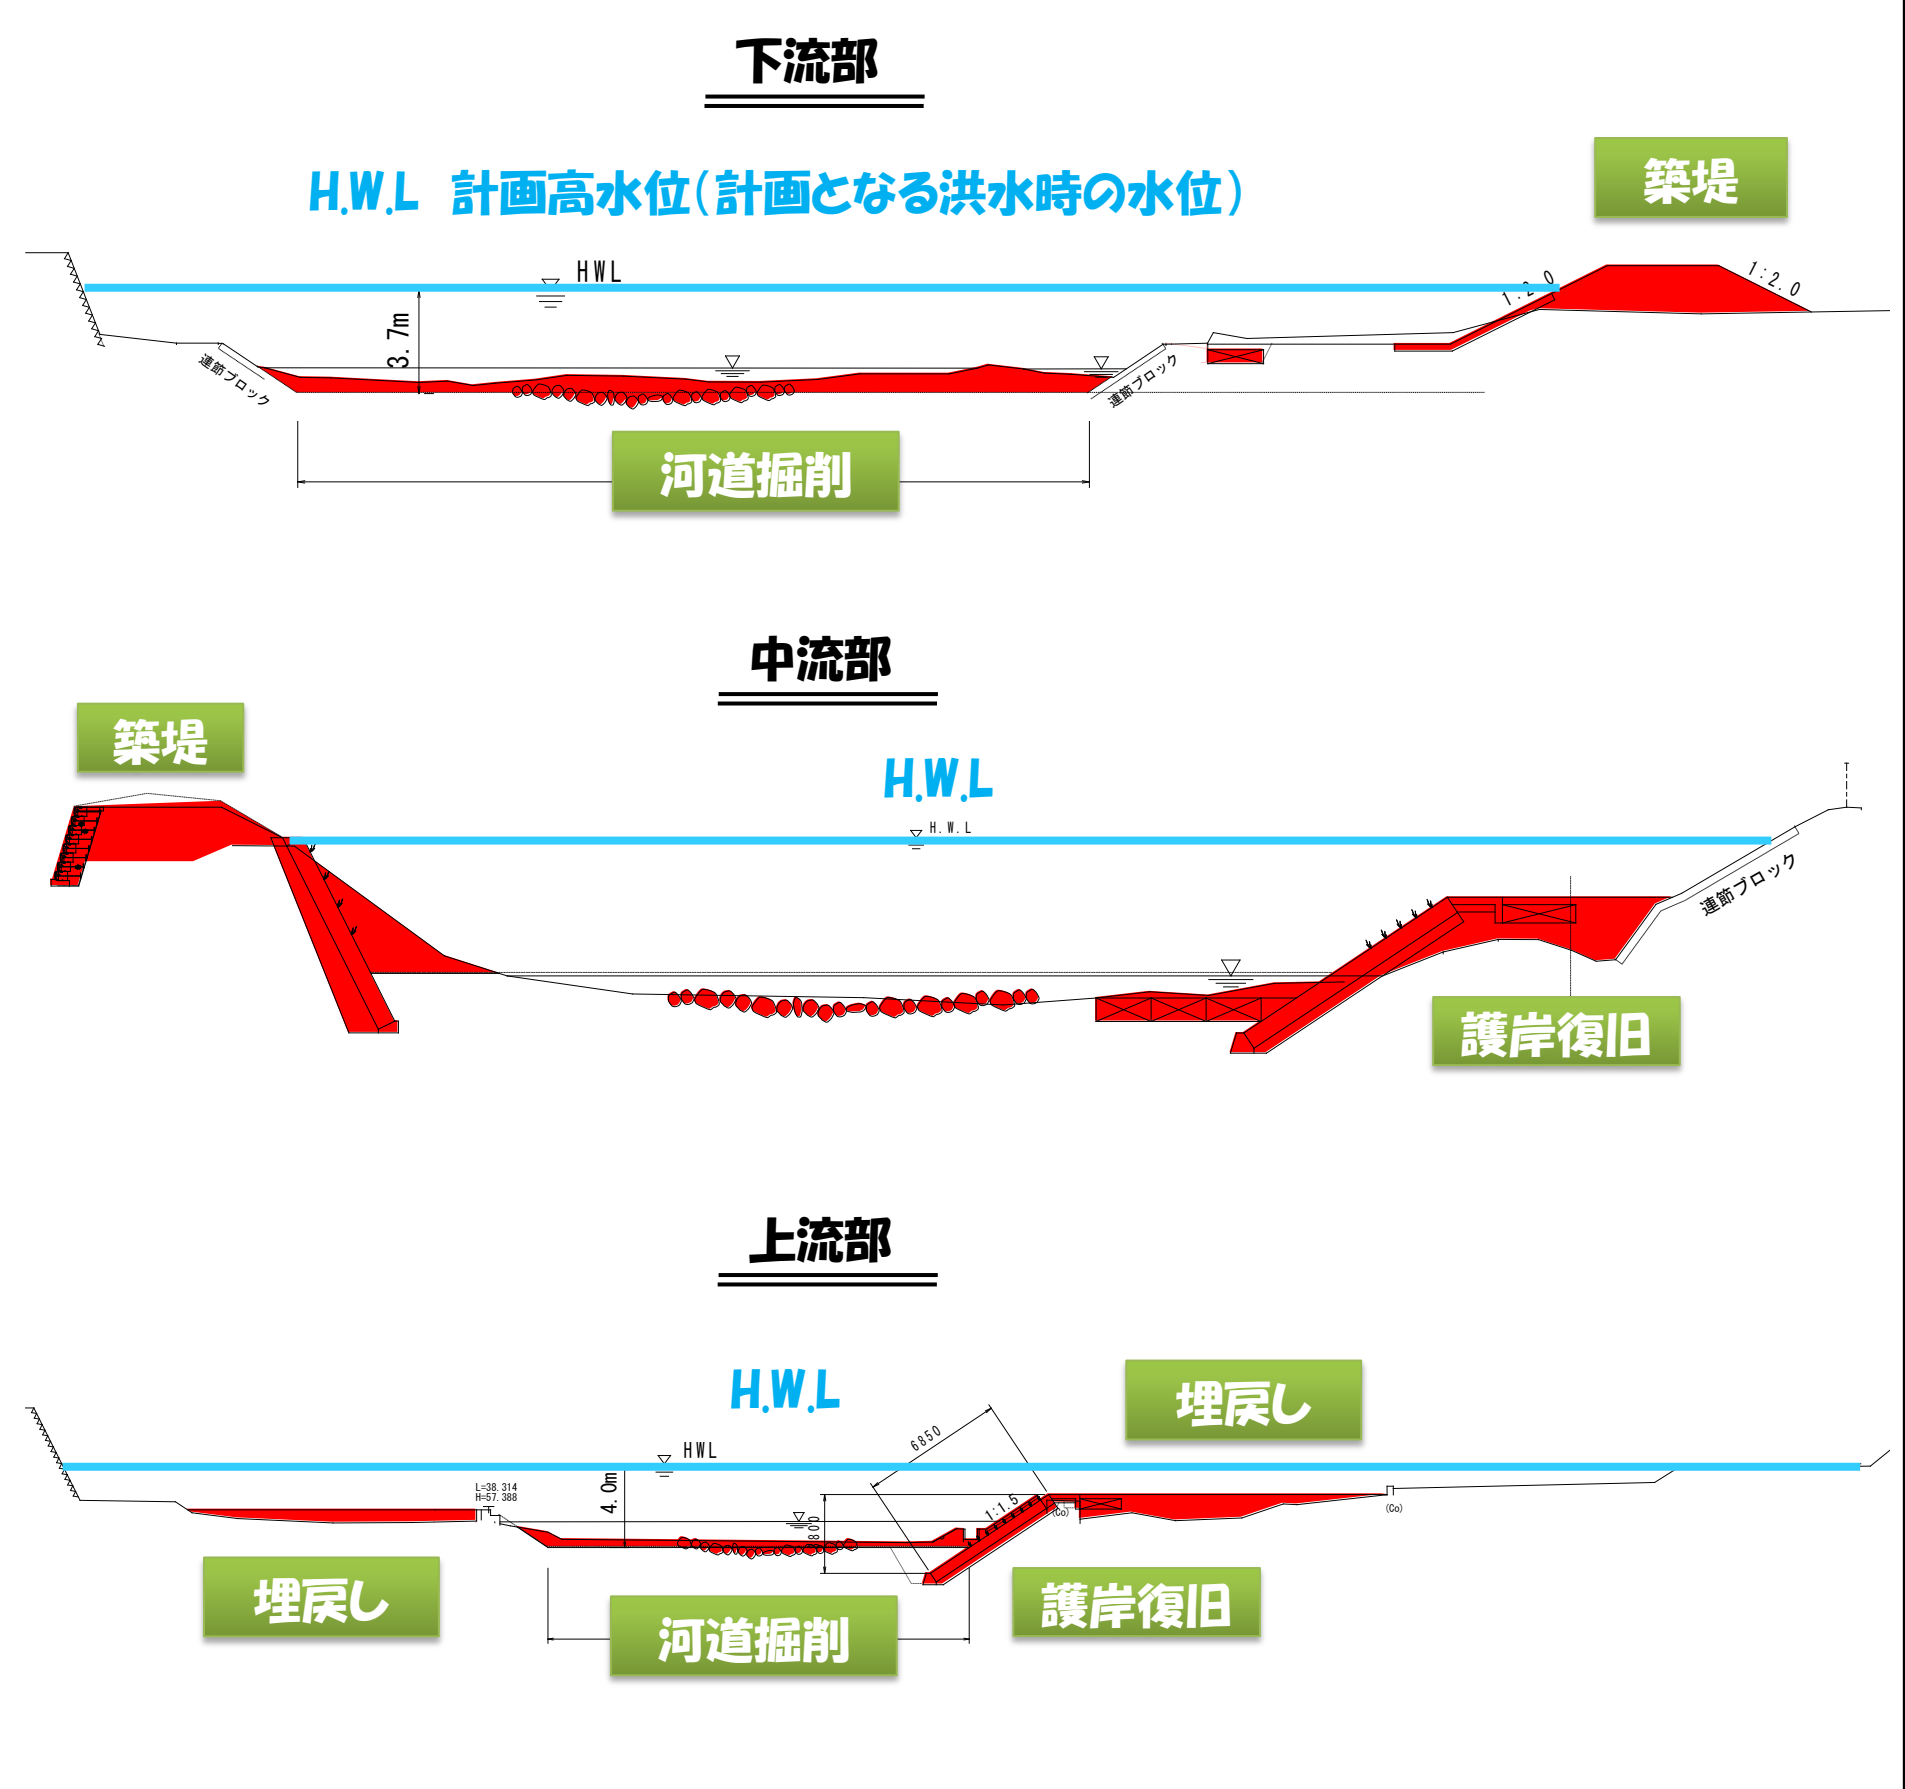 下流部
築堤
H.W.L 計画高水位(計画となる洪水時の水位)
HWL
1:2.0
1:2.0
3.7m
連節ブロック
連節ブロック
河道掘削
中流部
築堤
H.W.L
H.W.L
連節ブロック
護岸復旧
上流部
埋戻し
H.W.L
6850
HWL
4.0m
L=38.314
H=57.388
1:1.5
(Co)
(Co)
埋戻し
護岸復旧
河道掘削